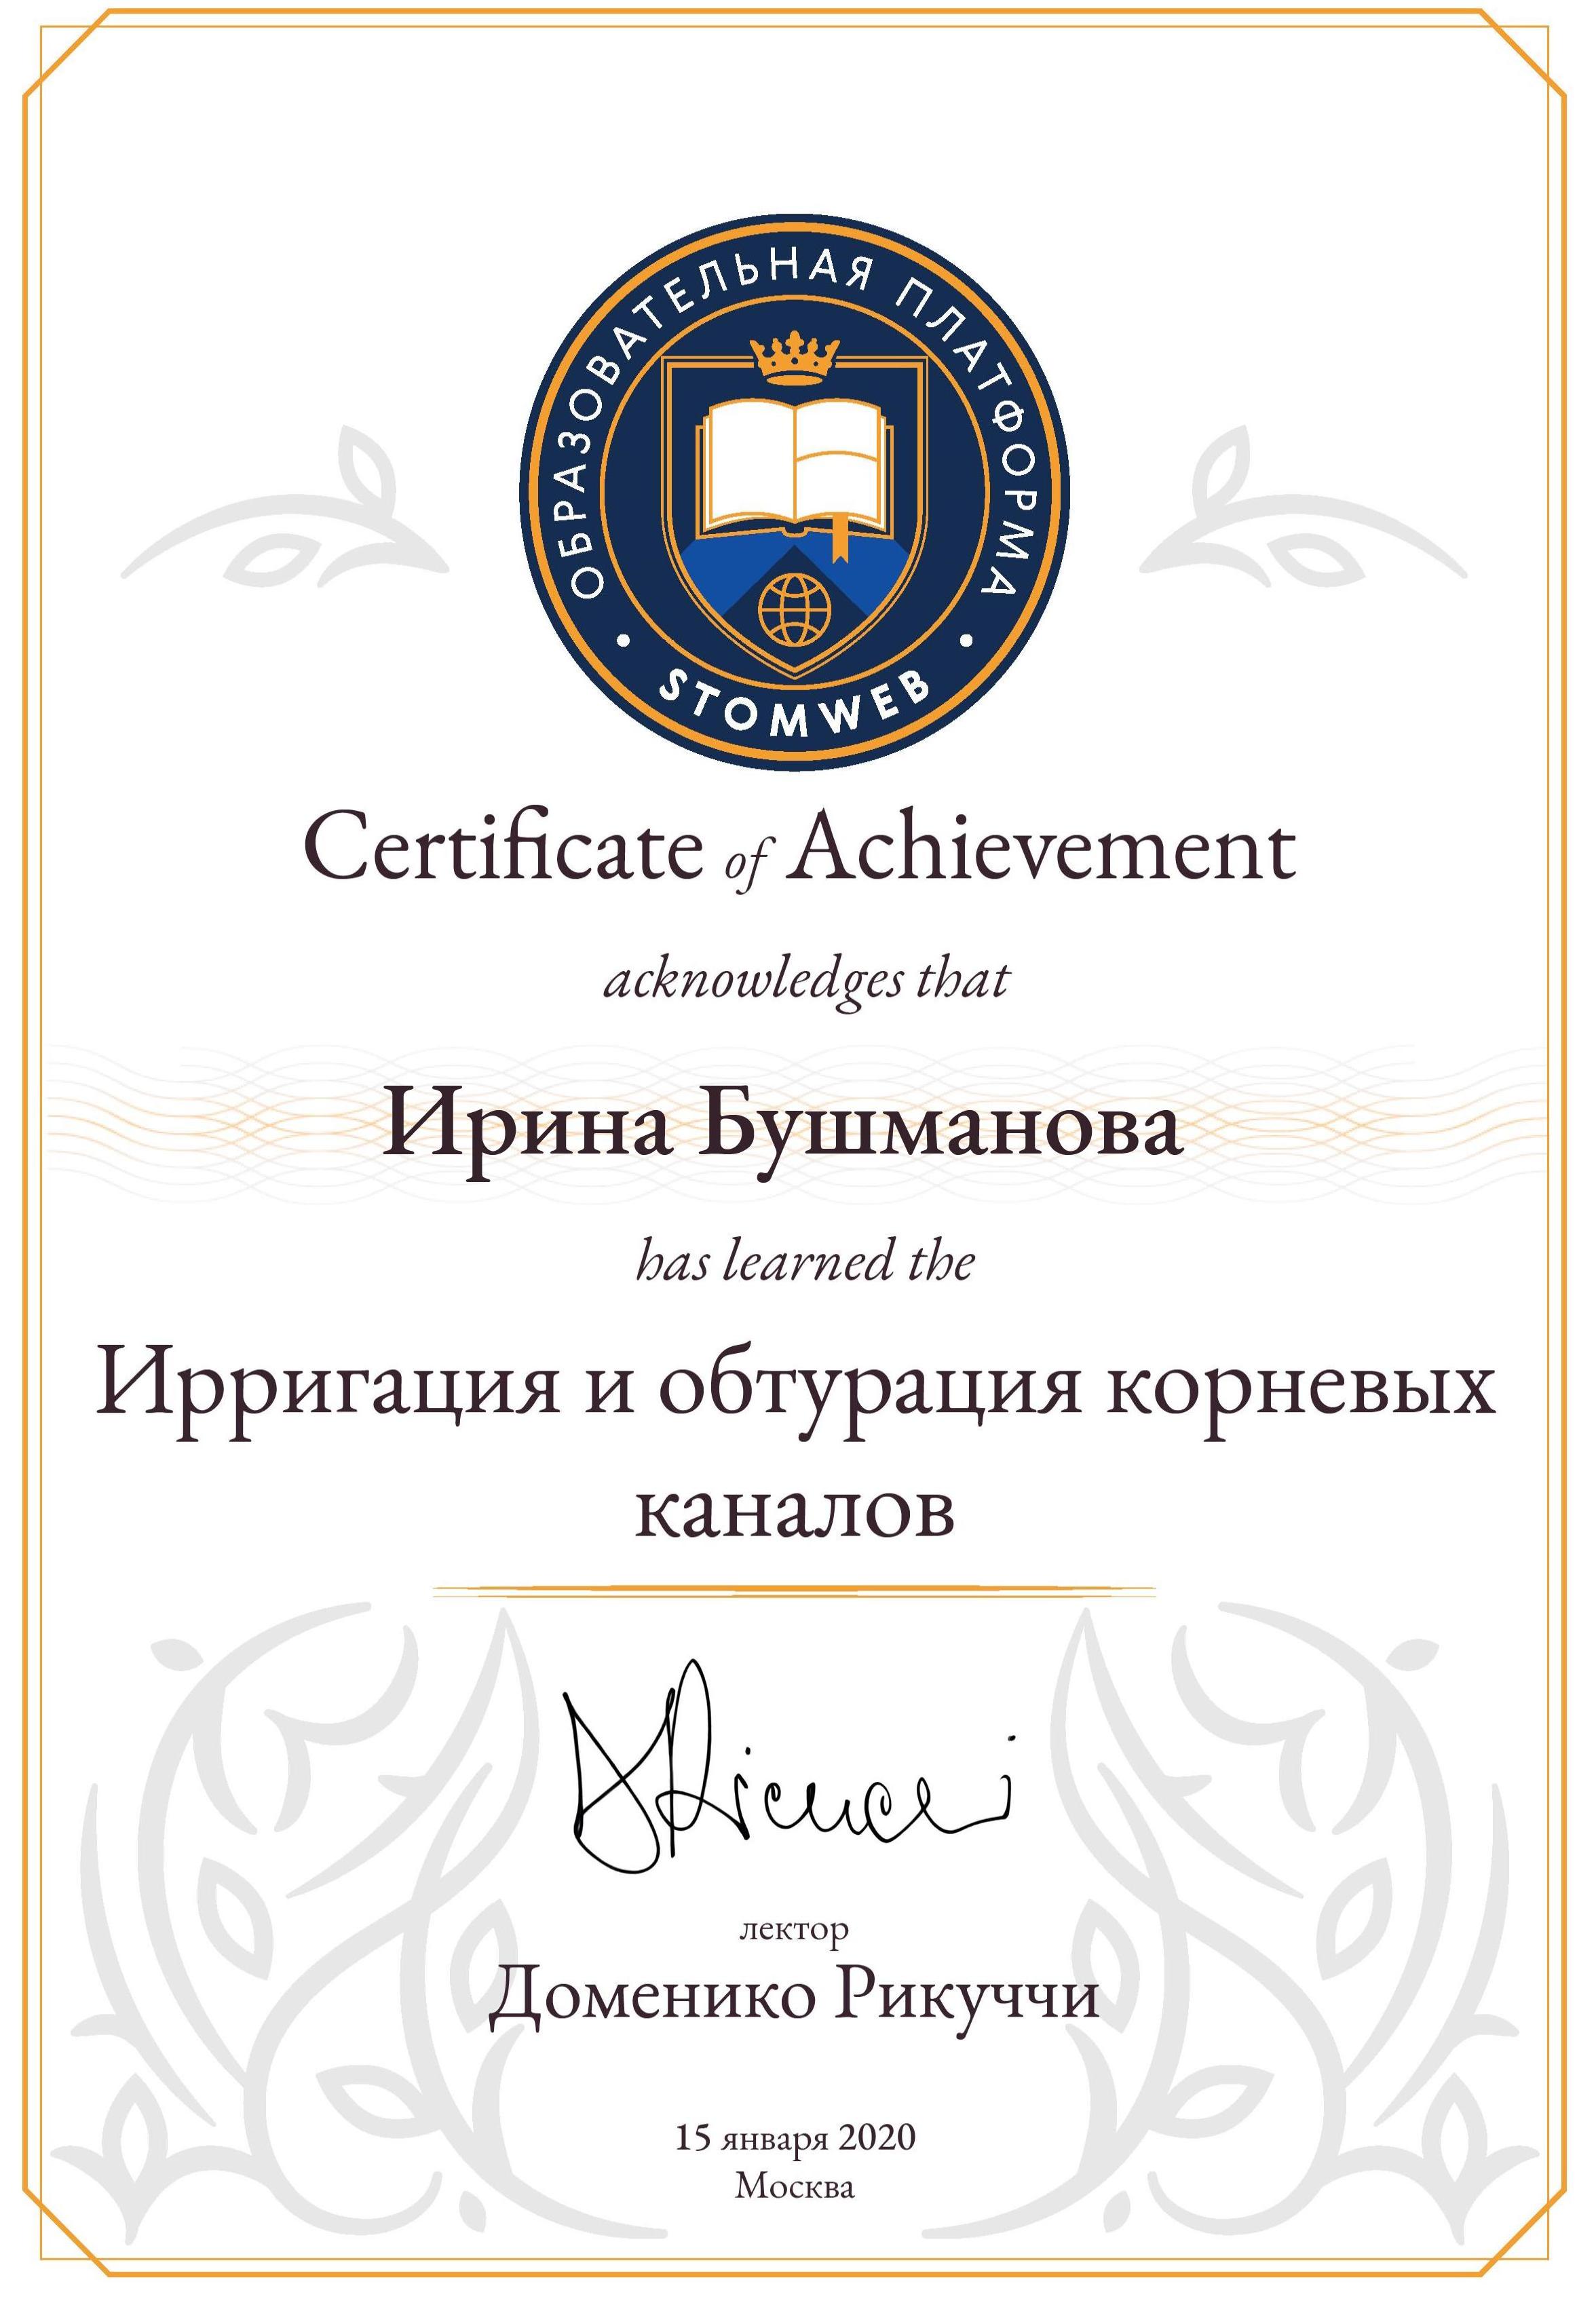 ОБРАЗОВАТЕЛЬНАЯ ПЛАТФОРМА
• STOMWEB •
Certificate of Achievement
acknowledges that
Ирина Бушманова
has learned the
Ирригация и обтурация корневых
каналов
лектор
Доменико Рикуччи
15 января 2020
Москва